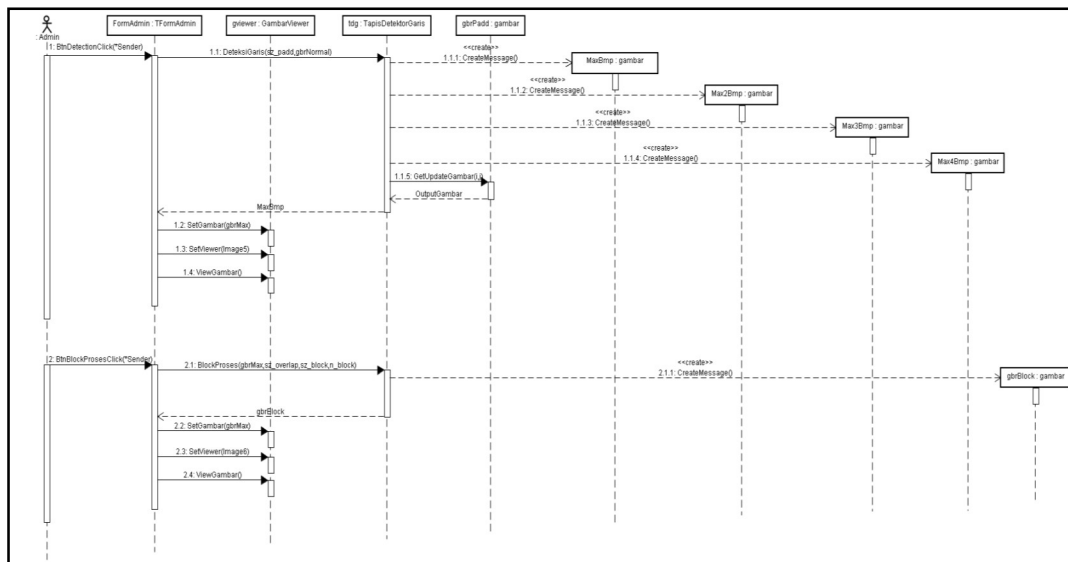 FormAdmin : TFormAdmin
gviewer : GambarViewer
tdg : TapisDetektorGaris
gbrPadd : gambar
: Admin
1: BtnDetectionClick(*Sender)
1.1: DeteksiGaris(sz_padd,gbrNormal)
<<create>>
1.1.1: CreateMessage()
MaxBmp : gambar
<<create>>
1.1.2: CreateMessage()
Max2Bmp : gambar
<<create>>
1.1.3: CreateMessage()
Max3Bmp : gambar
<<create>>
1.1.4: CreateMessage()
Max4Bmp : gambar
1.1.5: GetUpdateGambar(i,j)
OutputGambar
MaxBmp
1.2: SetGambar(gbrMax)
1.3: SetViewer(Image5)
1.4: ViewGambar()
2: BtnBlockProsesClick(*Sender)
2.1: BlockProses(gbrMax,sz_overlap,sz_block,n_block)
<<create>>
2.1.1: CreateMessage()
gbrBlock : gambar
gbrBlock
2.2: SetGambar(gbrMax)
2.3: SetViewer(Image6)
2.4: ViewGambar()